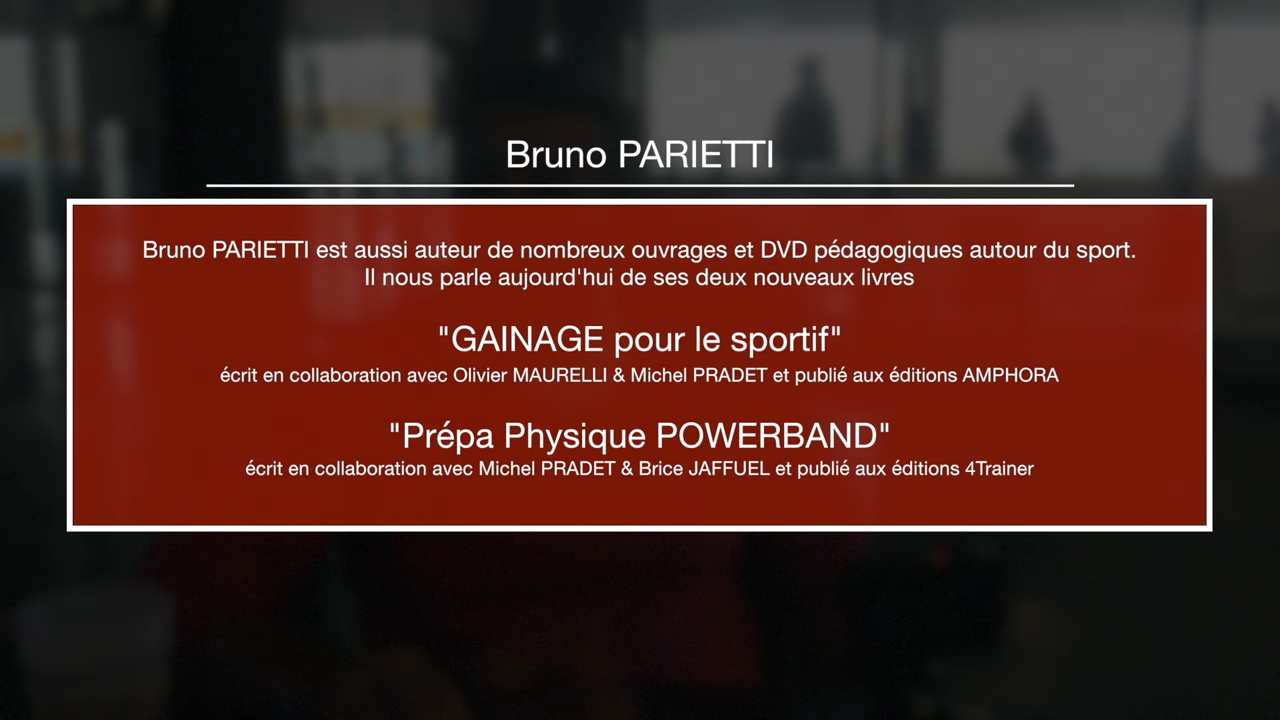 Bruno PARIETTI
Bruno PARIETTI est aussi auteur de nombreux ouvrages et DVD pédagogiques autour du sport.
Il nous parle aujourd'hui de ses deux nouveaux livres
"GAINAGE pour le sportif"
écrit en collaboration avec Olivier MAURELLI & Michel PRADET et publié aux éditions AMPHORA
"Prépa Physique POWERBAND"
écrit en collaboration avec Michel PRADET & Brice JAFFUEL et publié aux éditions 4Trainer